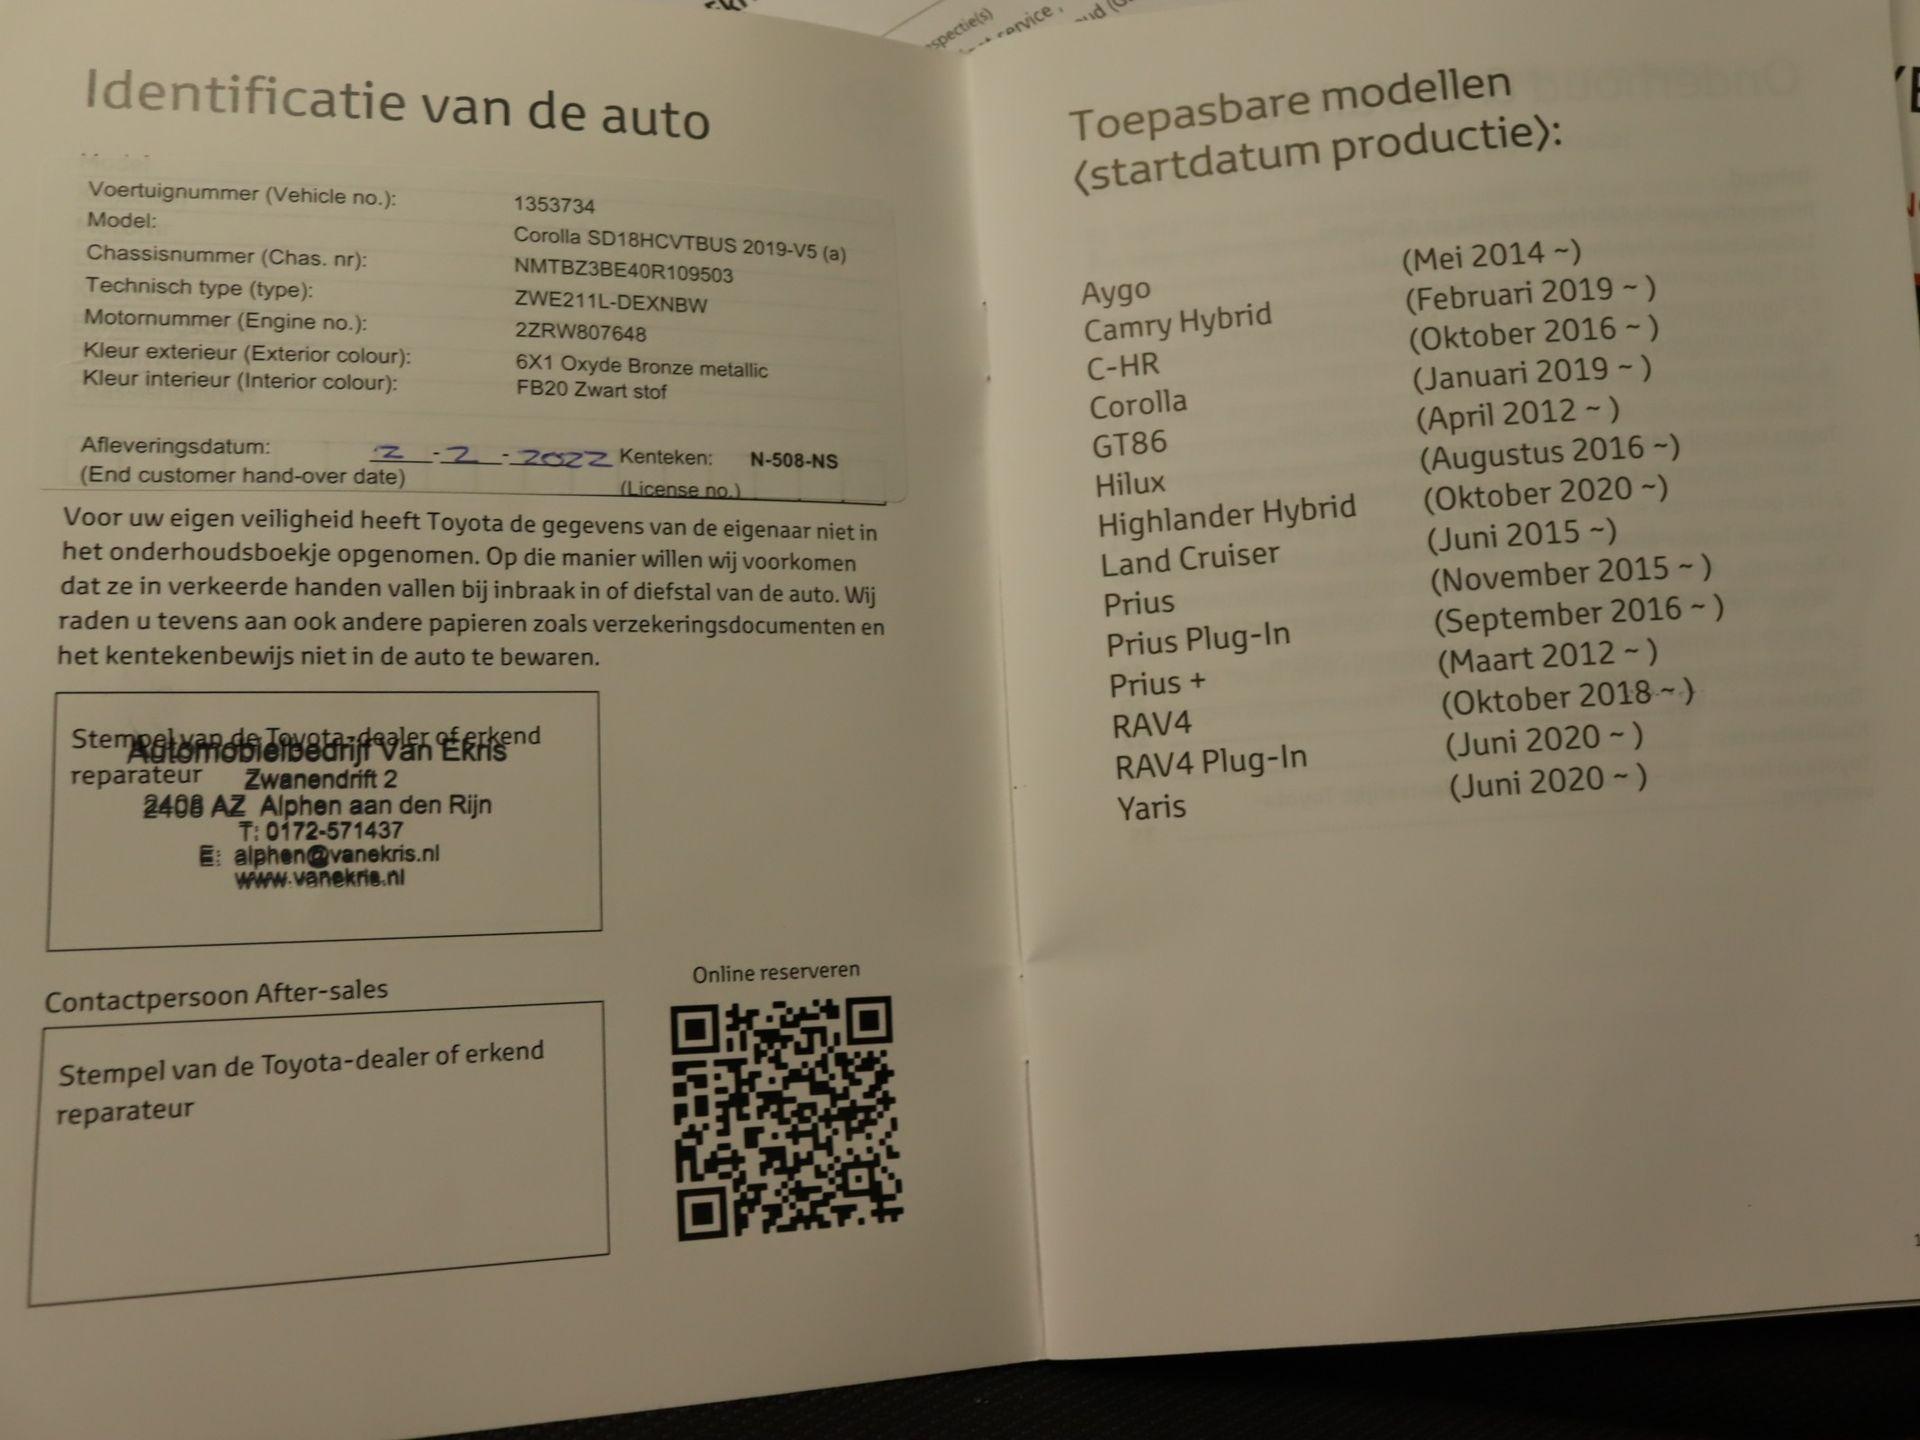 Identificatie van de auto
Voertuignummer (Vehicle no.): 1353734
Model: Corolla SD18HCVTBUS 2019-V5 (a)
Chassisnummer (Chas. nr): NMTBZ3BE40R109503
Technisch type (type): ZWE211L-DEXNBW
Motornummer (Engine no.): 2ZRW807648
Kleur exterieur (Exterior colour): 6X1 Oxyde Bronze metallic
Kleur interieur (Interior colour): FB20 Zwart stof
Afleveringsdatum: 2 - 2 - 2022 Kenteken: N-508-NS
(End customer hand-over date) (License no.)
Voor uw eigen veiligheid heeft Toyota de gegevens van de eigenaar niet in
het onderhoudsboekje opgenomen. Op die manier willen wij voorkomen
dat ze in verkeerde handen vallen bij inbraak in of diefstal van de auto. Wij
raden u tevens aan ook andere papieren zoals verzekeringsdocumenten en
het kentekenbewijs niet in de auto te bewaren.
Stempel van de Toyota-dealer of erkend
reparateur
Automobielbedrijf Van Ekris
Zwanendrift 2
2408 AZ Alphen aan den Rijn
T: 0172-571437
E: alphen@vanekris.nl
www.vanekris.nl
Contactpersoon After-sales
Stempel van de Toyota-dealer of erkend
reparateur
Online reserveren
Toepasbare modellen
⟨startdatum productie⟩:
Aygo (Mei 2014 ~)
Camry Hybrid (Februari 2019 ~ )
C-HR (Oktober 2016 ~ )
Corolla (Januari 2019 ~ )
GT86 (April 2012 ~ )
Hilux (Augustus 2016 ~)
Highlander Hybrid (Oktober 2020 ~)
Land Cruiser (Juni 2015 ~)
Prius (November 2015 ~ )
Prius Plug-In (September 2016 ~ )
Prius + (Maart 2012 ~ )
RAV4 (Oktober 2018 ~ )
RAV4 Plug-In (Juni 2020 ~ )
Yaris (Juni 2020 ~ )